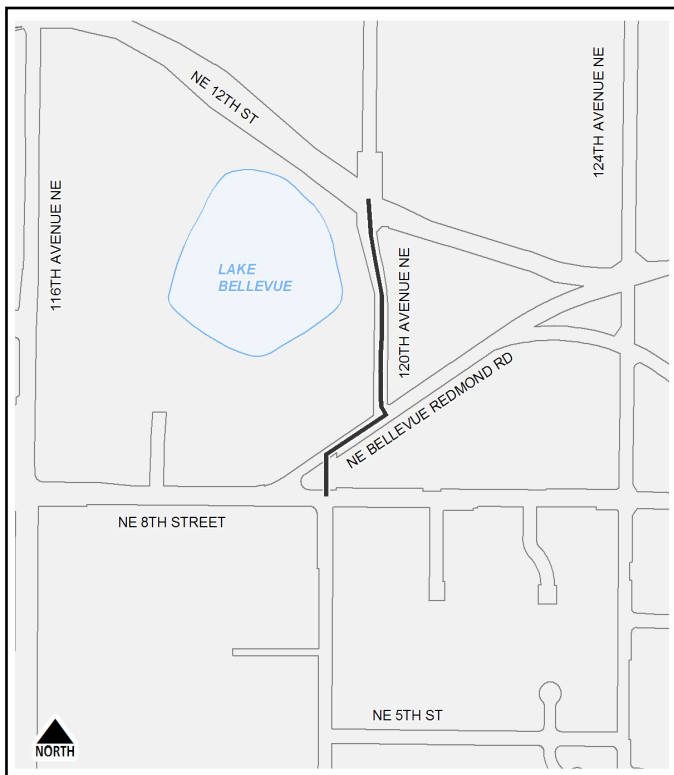 NE 12TH ST
124TH AVENUE NE
116TH AVENUE NE
LAKE
BELLEVUE
120TH AVENUE NE
NE BELLEVUE REDMOND RD
NE 8TH STREET
NE 5TH ST
NORTH